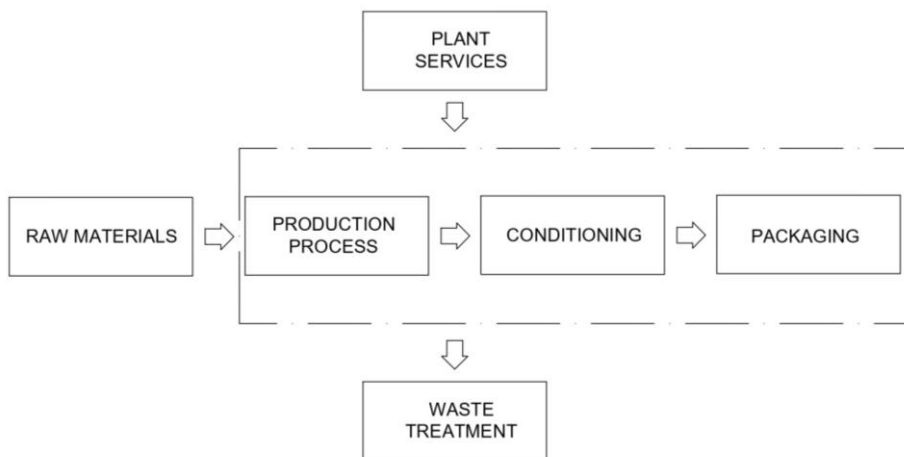 PLANT
SERVICES
RAW MATERIALS
PRODUCTION
PROCESS
CONDITIONING
PACKAGING
WASTE
TREATMENT